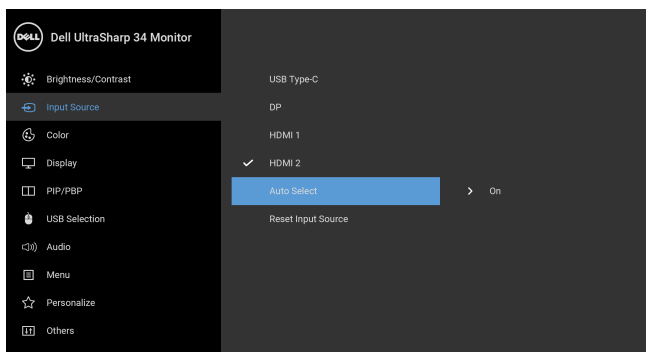 DELL Dell UltraSharp 34 Monitor
Brightness/Contrast
Input Source
Color
Display
PIP/PBP
USB Selection
Audio
Menu
Personalize
Others
USB Type-C
DP
HDMI 1
HDMI 2
Auto Select On
Reset Input Source